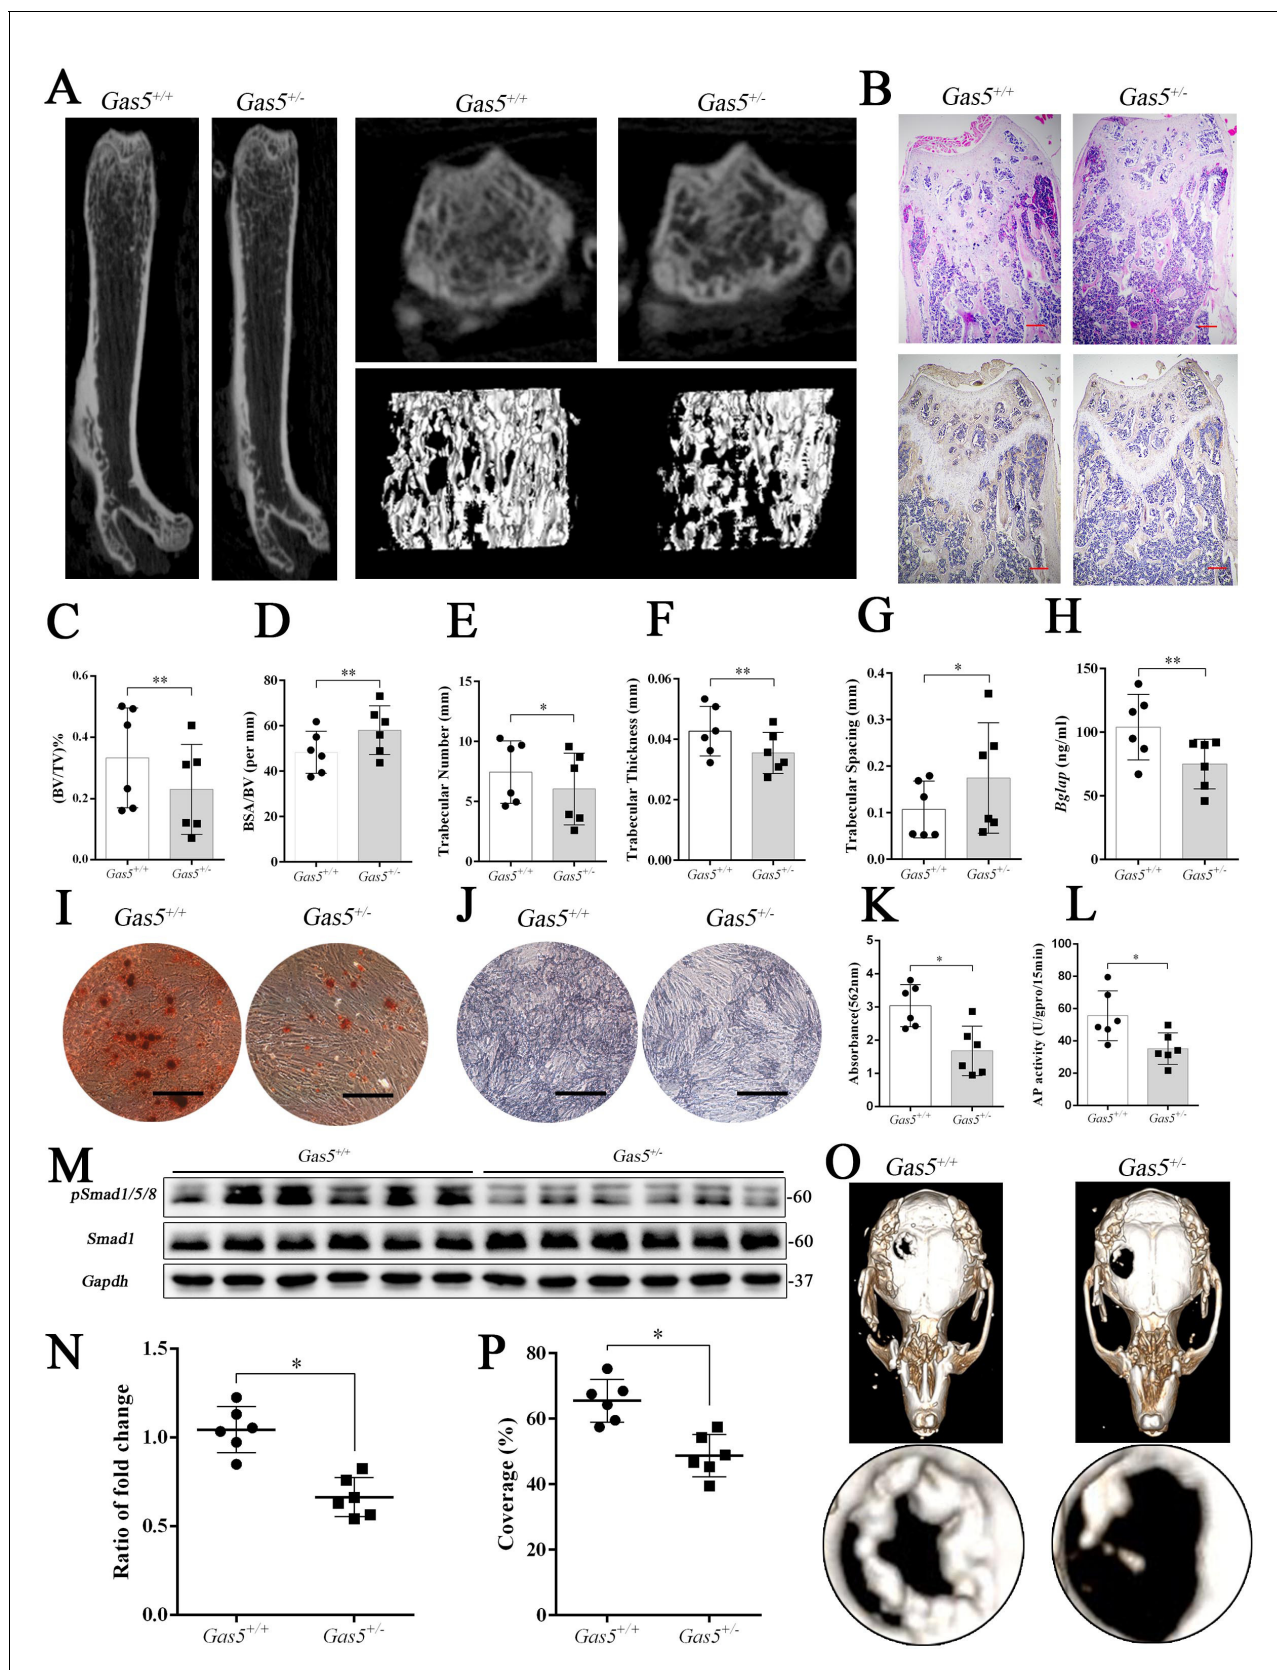 A
Gas5+/+
Gas5+/-
Gas5+/+
Gas5+/-
B
Gas5+/+
Gas5+/-
C
(BV/TV)%
0.6
0.4
0.2
0.0
**
Gas5+/+
Gas5+/-
D
BSA/BV (per mm)
80
60
40
20
0
**
Gas5+/+
Gas5+/-
E
Trabecular Number (mm)
15
10
5
0
*
Gas5+/+
Gas5+/-
F
Trabecular Thickness (mm)
0.06
0.04
0.02
0.00
**
Gas5+/+
Gas5+/-
G
Trabecular Spacing (mm)
0.4
0.3
0.2
0.1
0.0
*
Gas5+/+
Gas5+/-
H
Bglap (ng/ml)
150
100
50
0
**
Gas5+/+
Gas5+/-
I
Gas5+/+
Gas5+/-
J
Gas5+/+
Gas5+/-
K
Absorbance(562nm)
5
4
3
2
1
0
*
Gas5+/+
Gas5+/-
L
AP activity (U/gpro/15min)
100
80
60
40
20
0
*
Gas5+/+
Gas5+/-
M
Gas5+/+
Gas5+/-
pSmad1/5/8
-60
Smad1
-60
Gapdh
-37
N
Ratio of fold change
1.5
1.0
0.5
0.0
*
Gas5+/+
Gas5+/-
P
Coverage (%)
80
60
40
20
0
*
Gas5+/+
Gas5+/-
O
Gas5+/+
Gas5+/-